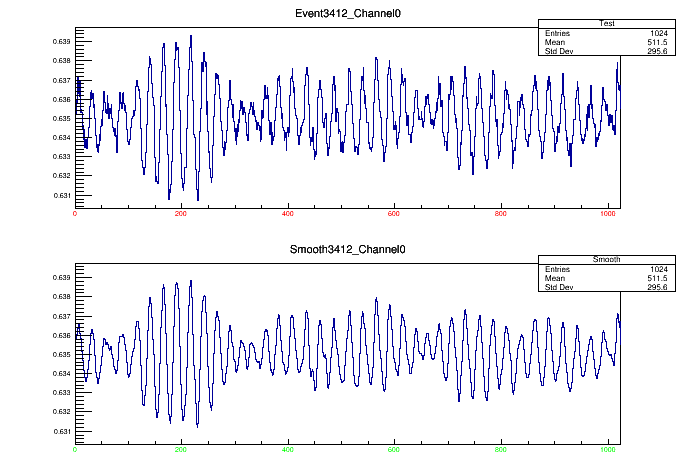 Event3412_Channel0
Test
Entries 1024
Mean 511.5
Std Dev 295.6
0.639
0.638
0.637
0.636
0.635
0.634
0.633
0.632
0.631
0 200 400 600 800 1000
Smooth3412_Channel0
Smooth
Entries 1024
Mean 511.5
Std Dev 295.6
0.639
0.638
0.637
0.636
0.635
0.634
0.633
0.632
0.631
0 200 400 600 800 1000